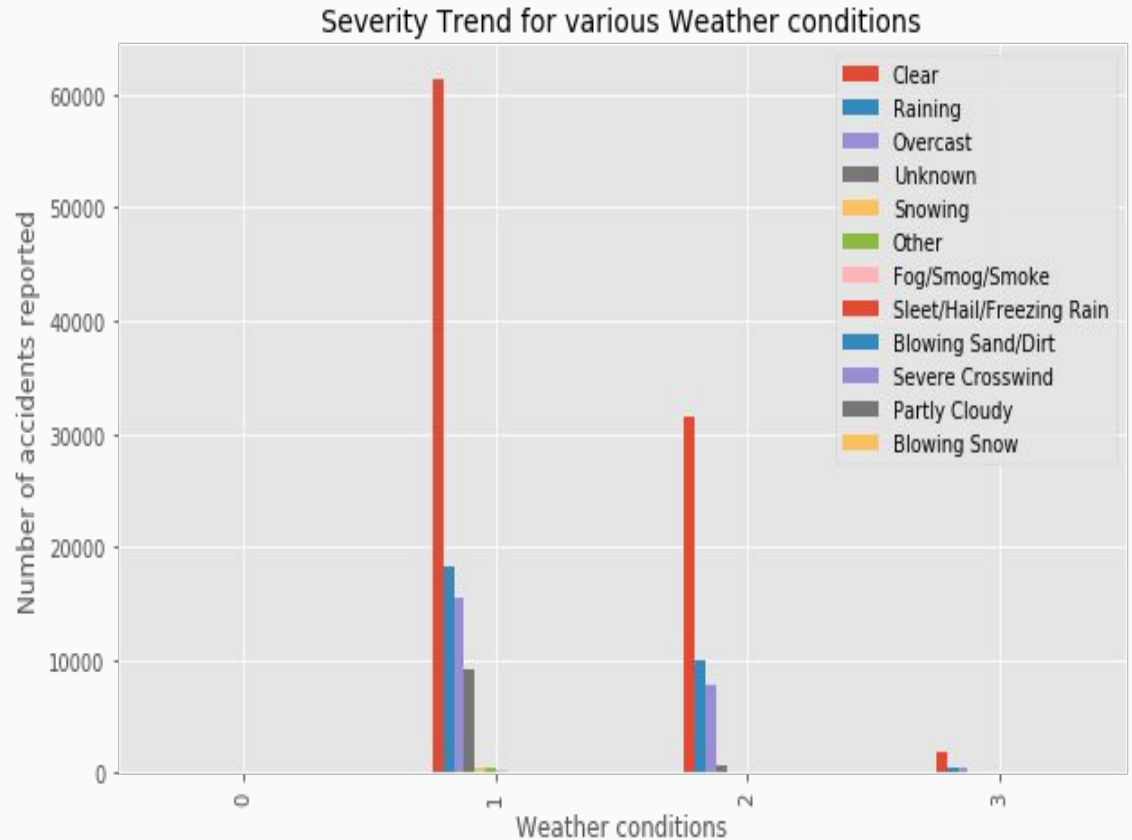 Severity Trend for various Weather conditions
Number of accidents reported
60000
50000
40000
30000
20000
10000
0
Clear
Raining
Overcast
Unknown
Snowing
Other
Fog/Smog/Smoke
Sleet/Hail/Freezing Rain
Blowing Sand/Dirt
Severe Crosswind
Partly Cloudy
Blowing Snow
0
1
2
3
Weather conditions